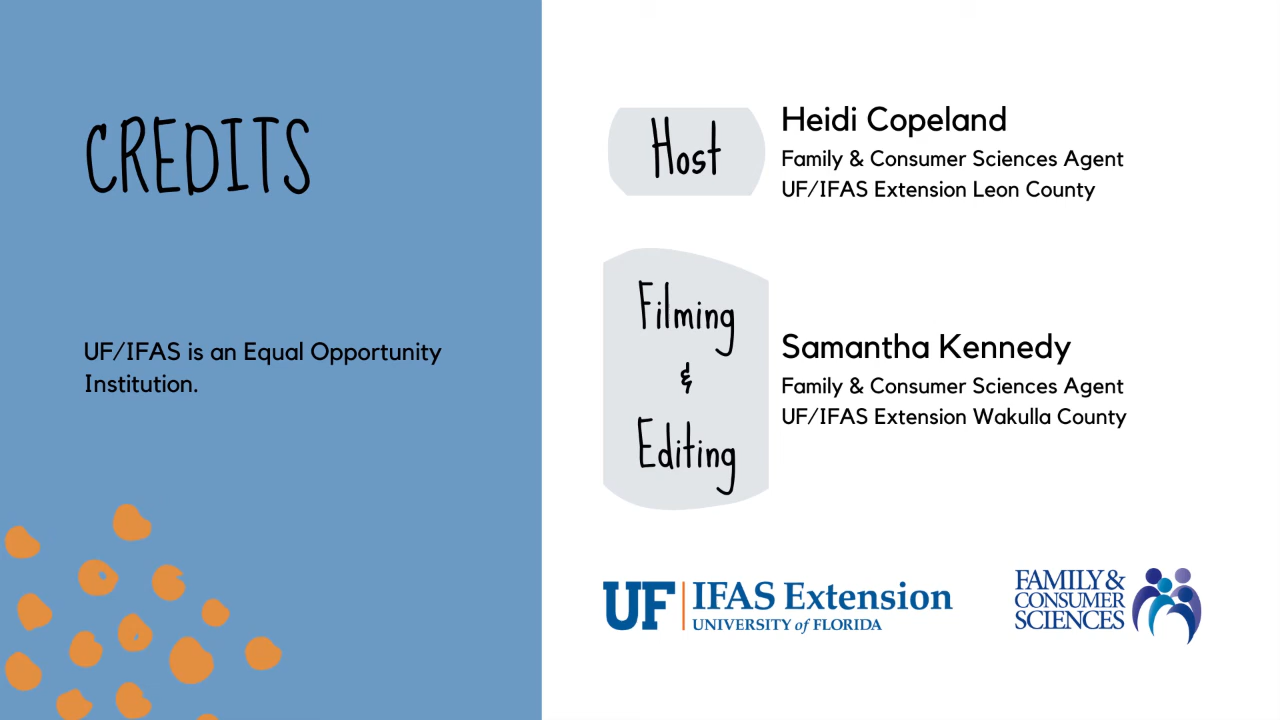 CREDITS
UF/IFAS is an Equal Opportunity
Institution.
Host
Heidi Copeland
Family & Consumer Sciences Agent
UF/IFAS Extension Leon County
Filming
&
Editing
Samantha Kennedy
Family & Consumer Sciences Agent
UF/IFAS Extension Wakulla County
UF | IFAS Extension
UNIVERSITY of FLORIDA
FAMILY &
CONSUMER
SCIENCES